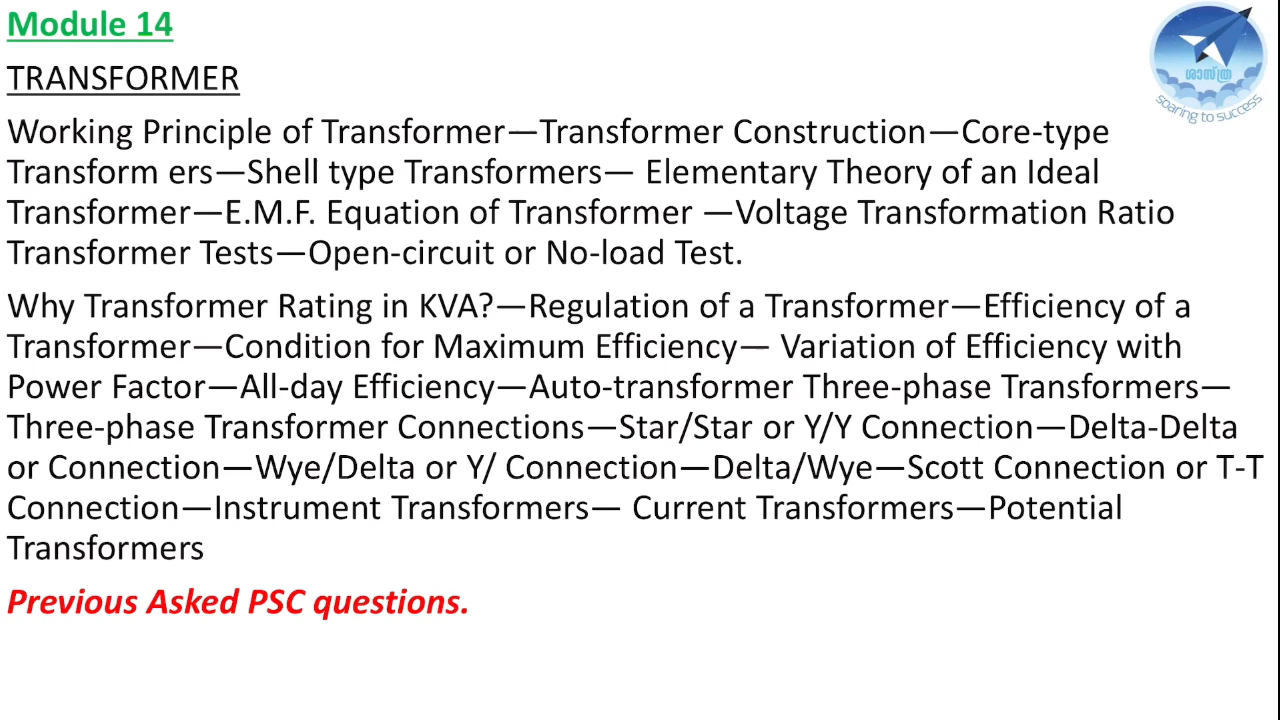 Module 14
TRANSFORMER
Working Principle of Transformer—Transformer Construction—Core-type
Transform ers—Shell type Transformers— Elementary Theory of an Ideal
Transformer—E.M.F. Equation of Transformer —Voltage Transformation Ratio
Transformer Tests—Open-circuit or No-load Test.
Why Transformer Rating in KVA?—Regulation of a Transformer—Efficiency of a
Transformer—Condition for Maximum Efficiency— Variation of Efficiency with
Power Factor—All-day Efficiency—Auto-transformer Three-phase Transformers—
Three-phase Transformer Connections—Star/Star or Y/Y Connection—Delta-Delta
or Connection—Wye/Delta or Y/ Connection—Delta/Wye—Scott Connection or T-T
Connection—Instrument Transformers— Current Transformers—Potential
Transformers
Previous Asked PSC questions.
ശാസ്ത്ര
soaring to success